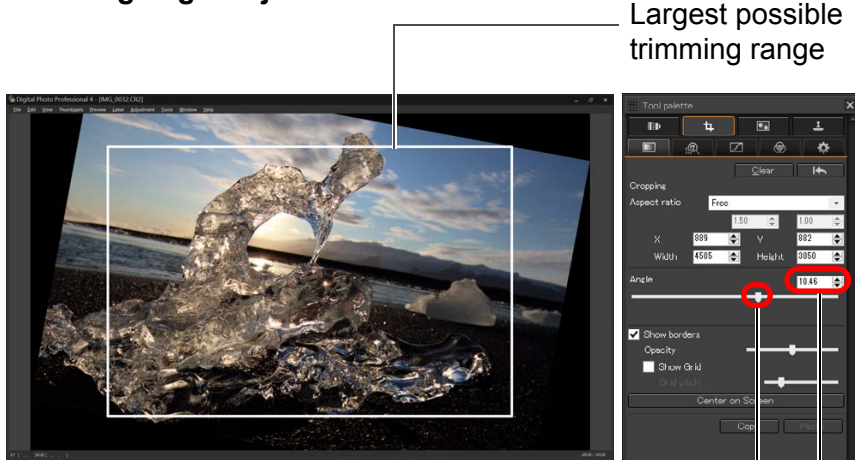 Largest possible
trimming range
Digital Photo Professional 4 - [IMG_0032.CR2]
File Edit View Thumbnails Preview Label Adjustment Tools Window Help
Tool palette
Clear
Cropping
Aspect ratio Free
1.50 1.00
X 889 Y 882
Width 4505 Height 3050
Angle 10.46
Show borders
Opacity
Show Grid
Grid pitch
Center on Screen
Copy